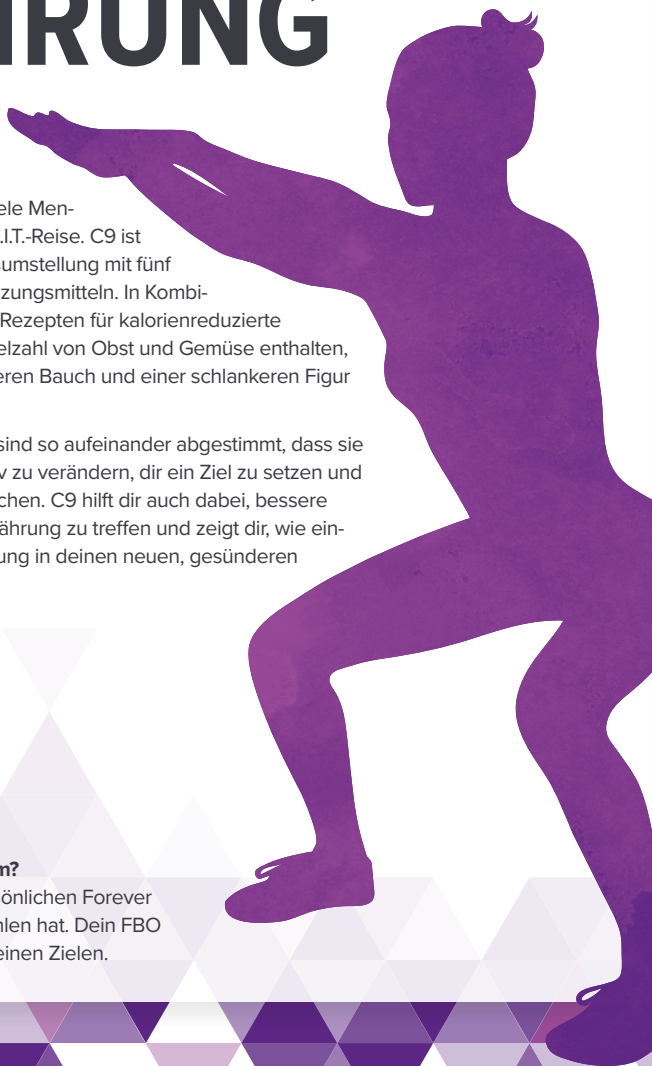 HRUNG
ele Men-
.I.T.-Reise. C9 ist
sumstellung mit fünf
zungsmitteln. In Kombi-
Rezepten für kalorienreduzierte
elzahl von Obst und Gemüse enthalten,
eren Bauch und einer schlankeren Figur
sind so aufeinander abgestimmt, dass sie
v zu verändern, dir ein Ziel zu setzen und
chen. C9 hilft dir auch dabei, bessere
ährung zu treffen und zeigt dir, wie ein-
ung in deinen neuen, gesünderen
m?
önlichen Forever
hlen hat. Dein FBO
einen Zielen.